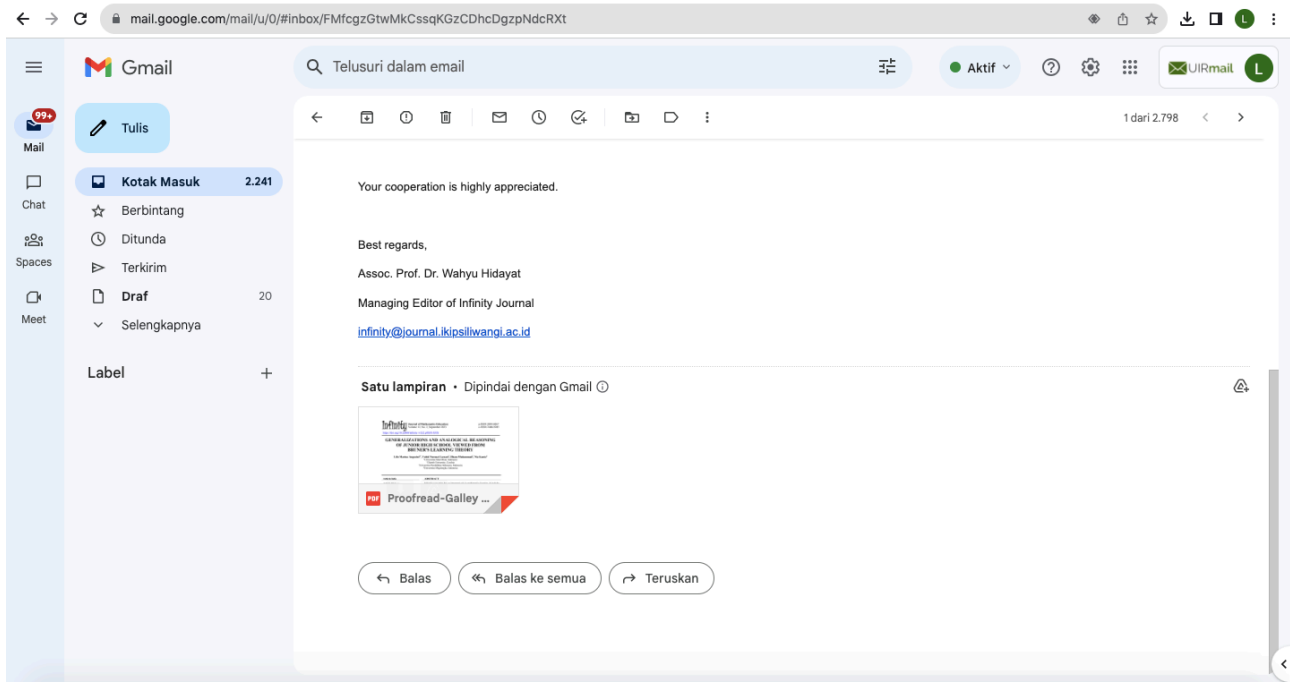 mail.google.com/mail/u/0/#inbox/FMfcgzGtwMkCssqKGzCDhcDgzpNdcRXt
L
Gmail
Telusuri dalam email
Aktif
UIRmail
L
99+
Mail
Chat
Spaces
Meet
Tulis
Kotak Masuk 2.241
Berbintang
Ditunda
Terkirim
Draf 20
Selengkapnya
Label
1 dari 2.798
Your cooperation is highly appreciated.
Best regards,
Assoc. Prof. Dr. Wahyu Hidayat
Managing Editor of Infinity Journal
infinity@journal.ikipsiliwangi.ac.id
Satu lampiran • Dipindai dengan Gmail
Infinity
GENERALIZATIONS AND ANALOGICAL REASONING
OF JUNIOR HIGH SCHOOL VIEWED FROM
BRUNER'S LEARNING THEORY
PDF
Proofread-Galley ...
Balas
Balas ke semua
Teruskan